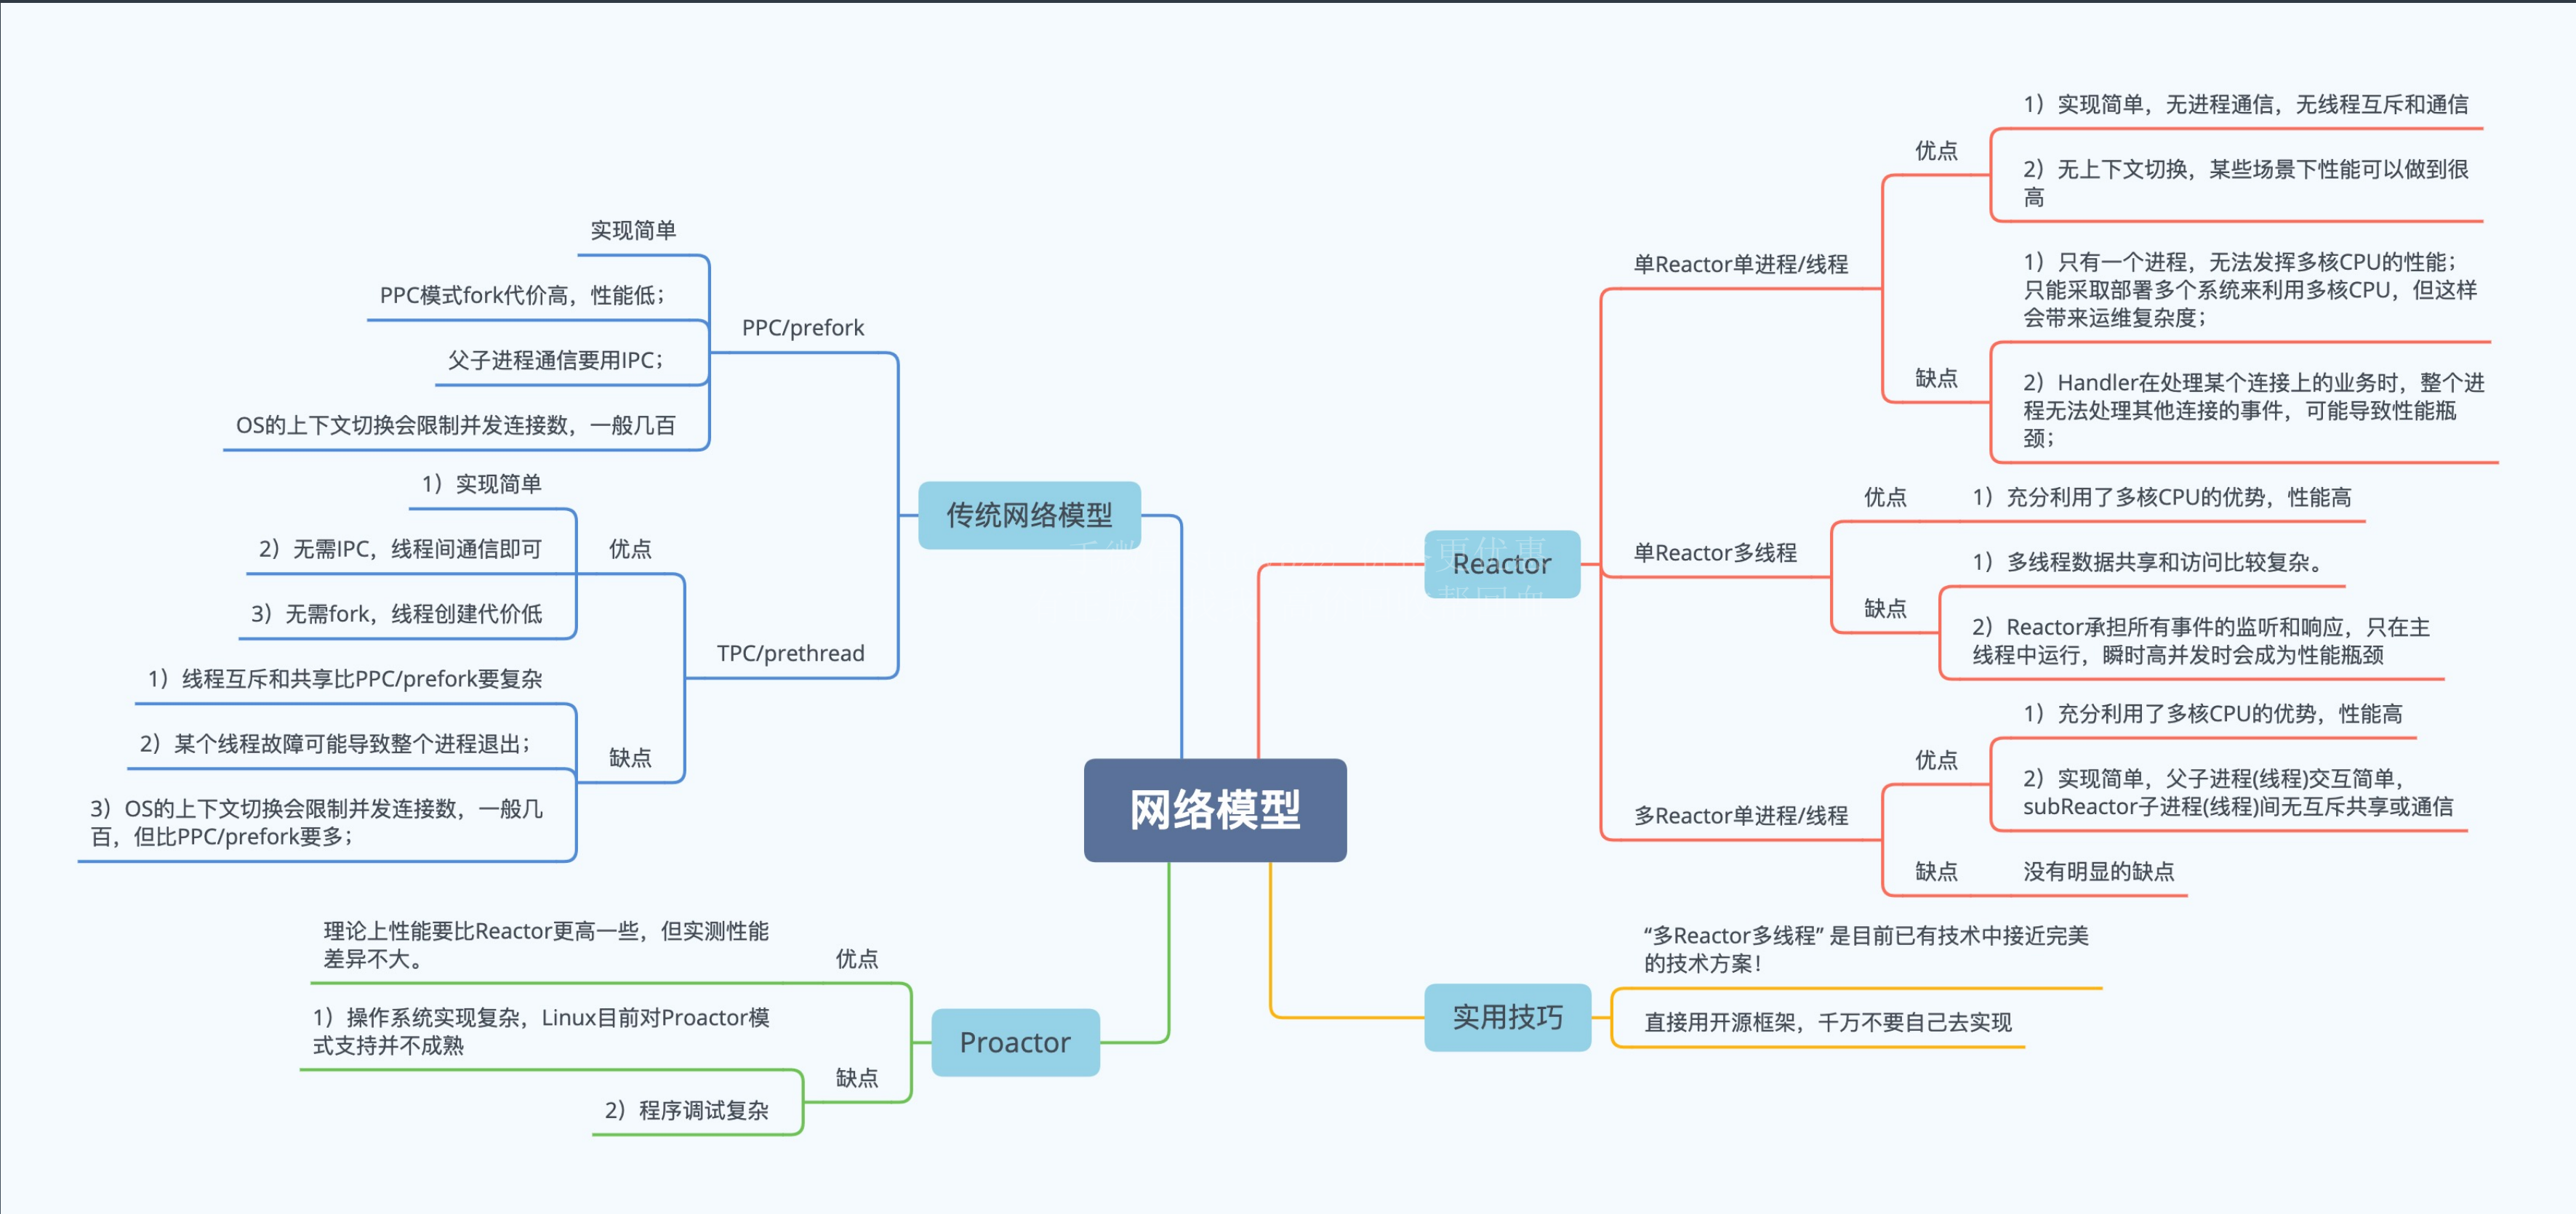 网络模型
传统网络模型
PPC/prefork
实现简单
PPC模式fork代价高，性能低；
父子进程通信要用IPC；
OS的上下文切换会限制并发连接数，一般几百
TPC/prethread
优点
1）实现简单
2）无需IPC，线程间通信即可
3）无需fork，线程创建代价低
缺点
1）线程互斥和共享比PPC/prefork要复杂
2）某个线程故障可能导致整个进程退出；
3）OS的上下文切换会限制并发连接数，一般几
百，但比PPC/prefork要多；
Reactor
单Reactor单进程/线程
优点
1）实现简单，无进程通信，无线程互斥和通信
2）无上下文切换，某些场景下性能可以做到很
高
缺点
1）只有一个进程，无法发挥多核CPU的性能；
只能采取部署多个系统来利用多核CPU，但这样
会带来运维复杂度；
2）Handler在处理某个连接上的业务时，整个进
程无法处理其他连接的事件，可能导致性能瓶
颈；
单Reactor多线程
优点
1）充分利用了多核CPU的优势，性能高
缺点
1）多线程数据共享和访问比较复杂。
2）Reactor承担所有事件的监听和响应，只在主
线程中运行，瞬时高并发时会成为性能瓶颈
多Reactor单进程/线程
优点
1）充分利用了多核CPU的优势，性能高
2）实现简单，父子进程(线程)交互简单，
subReactor子进程(线程)间无互斥共享或通信
缺点
没有明显的缺点
Proactor
优点
理论上性能要比Reactor更高一些，但实测性能
差异不大。
缺点
1）操作系统实现复杂，Linux目前对Proactor模
式支持并不成熟
2）程序调试复杂
实用技巧
“多Reactor多线程” 是目前已有技术中接近完美
的技术方案！
直接用开源框架，千万不要自己去实现
更优惠